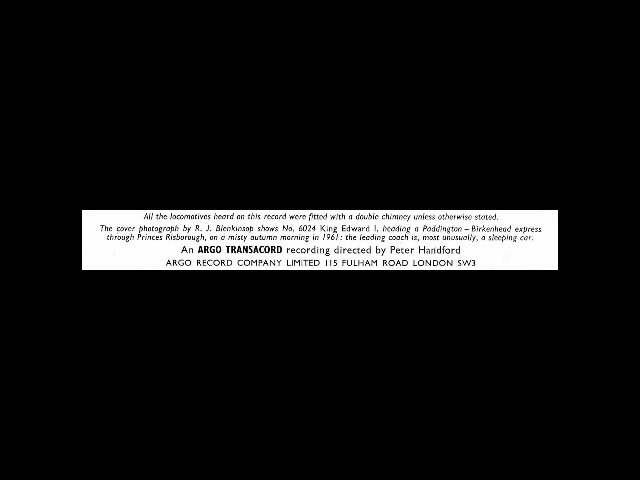 All the locomotives heard on this record were fitted with a double chimney unless otherwise stated.
The cover photograph by R. J. Blenkinsop shows No. 6024 King Edward I, heading a Paddington – Birkenhead express
through Princes Risborough, on a misty autumn morning in 1961: the leading coach is, most unusually, a sleeping car.
An ARGO TRANSACORD recording directed by Peter Handford
ARGO RECORD COMPANY LIMITED 115 FULHAM ROAD LONDON SW3